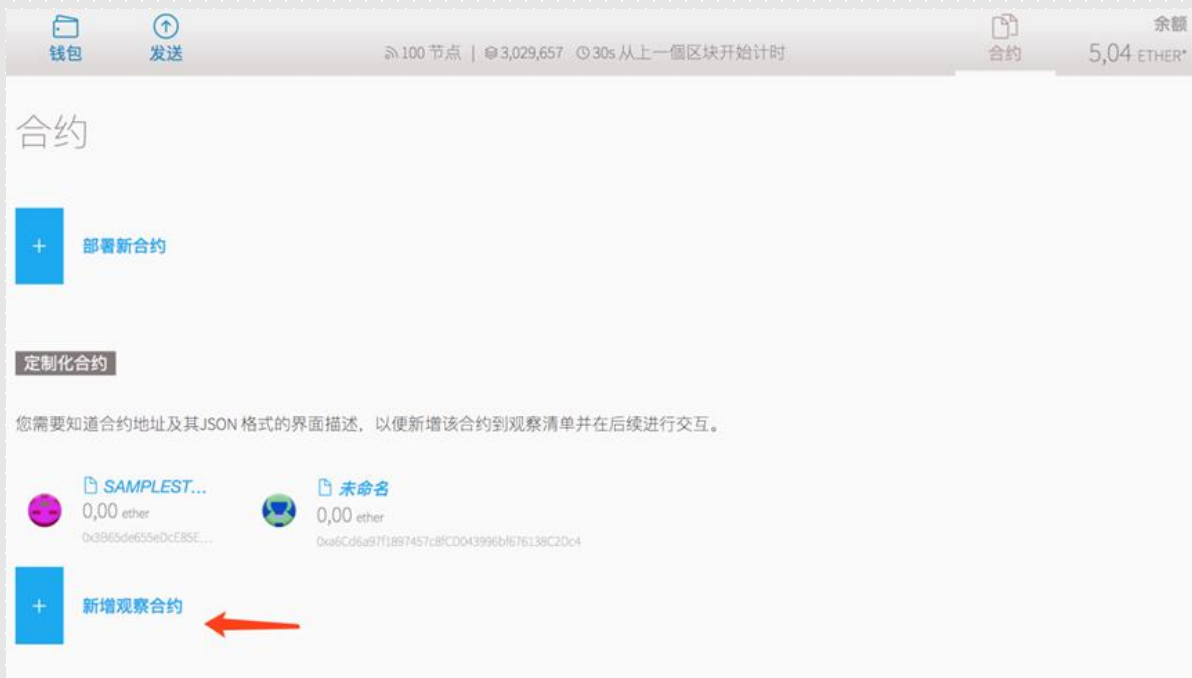 钱包
发送
100 节点 | 3,029,657 30s 从上一個区块开始计时
合约
余额
5,04 ETHER*
合约
+ 部署新合约
定制化合约
您需要知道合约地址及其JSON 格式的界面描述，以便新增该合约到观察清单并在后续进行交互。
SAMPLEST...
0,00 ether
0x3B65de655eDcE85E...
未命名
0,00 ether
0xa6Cd6a97f1897457c8fCD043996bf676138C2Dc4
+ 新增观察合约